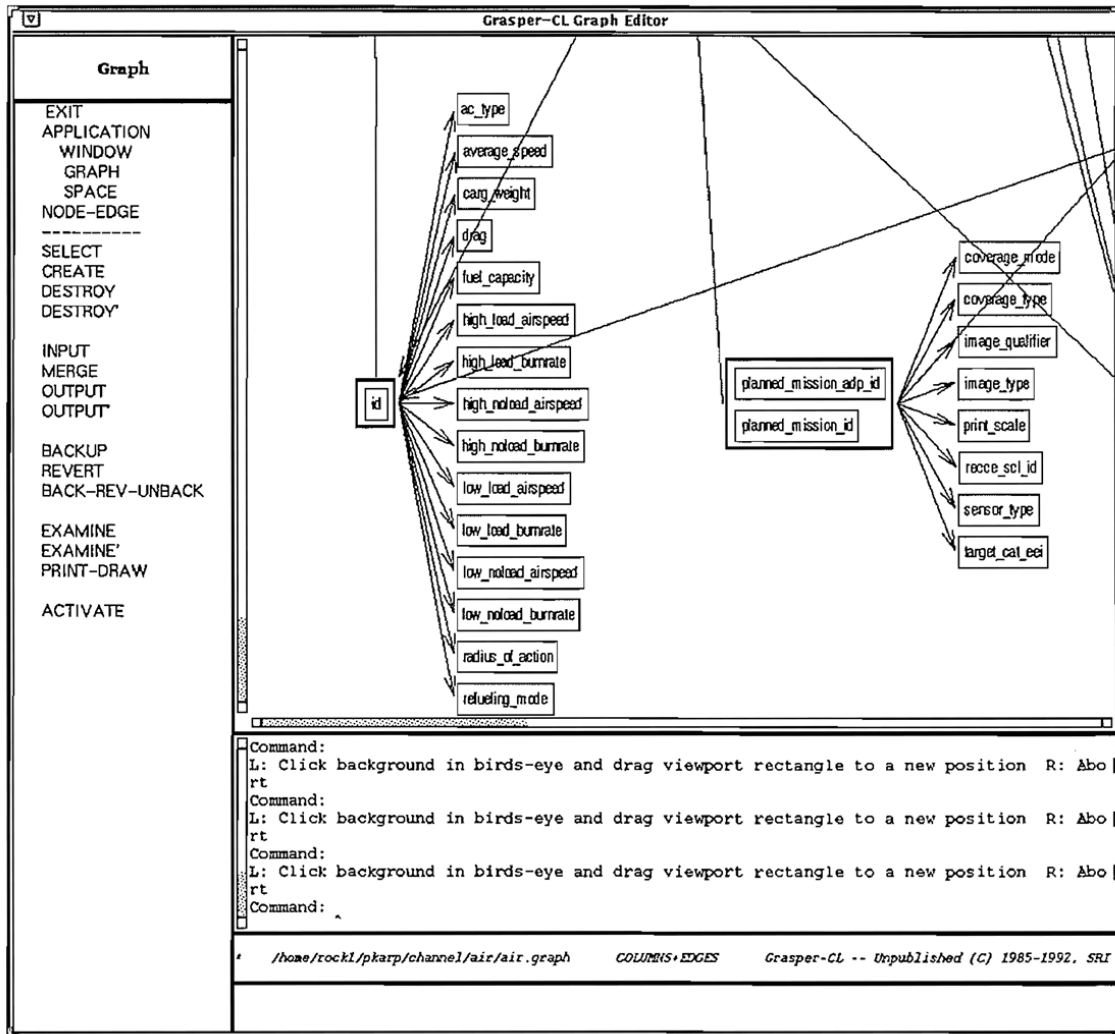 Grasper-CL Graph Editor
Graph
EXIT
APPLICATION
WINDOW
GRAPH
SPACE
NODE-EDGE
----------
SELECT
CREATE
DESTROY
DESTROY'
INPUT
MERGE
OUTPUT
OUTPUT'
BACKUP
REVERT
BACK-REV-UNBACK
EXAMINE
EXAMINE'
PRINT-DRAW
ACTIVATE
id
ac_type
average_speed
carg_weight
drag
fuel_capacity
high_load_airspeed
high_load_burnrate
high_noload_airspeed
high_noload_burnrate
low_load_airspeed
low_load_burnrate
low_noload_airspeed
low_noload_burnrate
radius_of_action
refueling_mode
planned_mission_adp_id
planned_mission_id
coverage_mode
coverage_type
image_qualifier
image_type
print_scale
recce_scl_id
sensor_type
target_cat_eei
Command:
L: Click background in birds-eye and drag viewport rectangle to a new position  R: Abo
rt
Command:
L: Click background in birds-eye and drag viewport rectangle to a new position  R: Abo
rt
Command:
L: Click background in birds-eye and drag viewport rectangle to a new position  R: Abo
rt
Command:
/home/rock1/pkarp/channel/air/air.graph COLUMNS+EDGES Grasper-CL -- Unpublished (C) 1985-1992, SRI